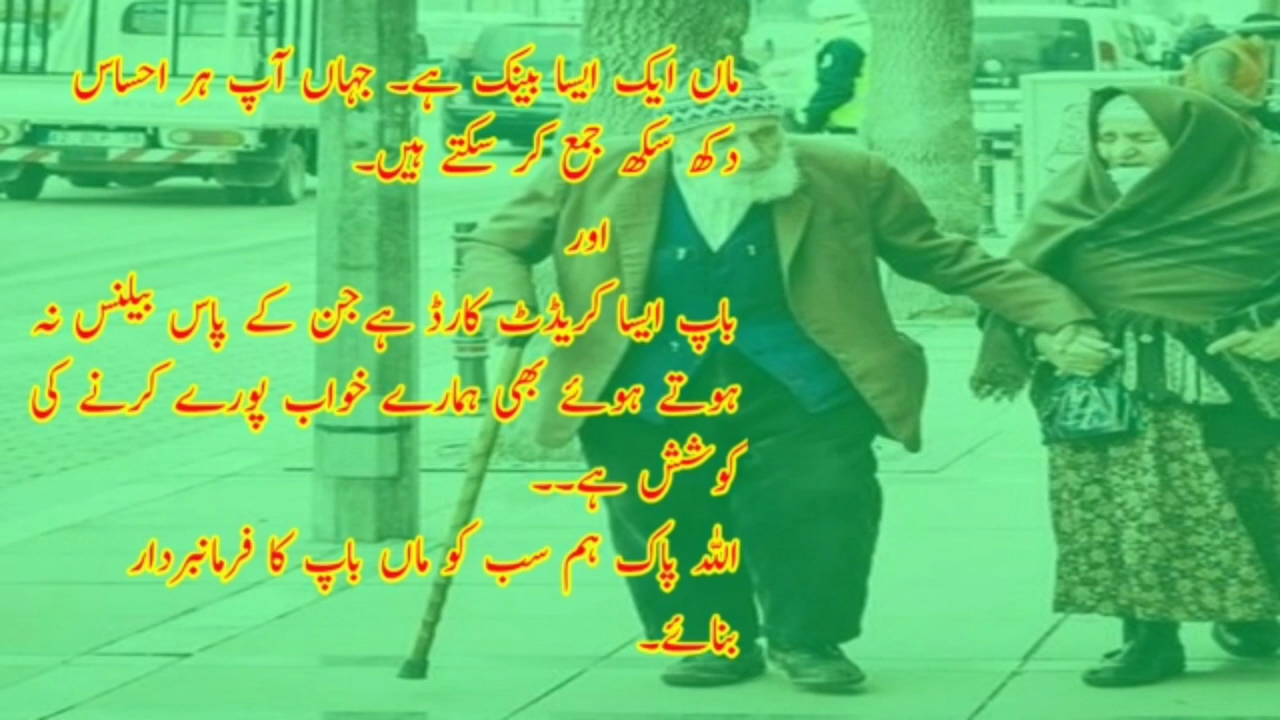 ماں ایک ایسا بینک ہے۔ جہاں آپ ہر احساس
دکھ سکھ جمع کر سکتے ہیں۔
اور
باپ ایسا کریڈٹ کارڈ ہے جن کے پاس بیلنس نہ
ہوتے ہوئے بھی ہمارے خواب پورے کرنے کی
کوشش ہے۔۔
اللہ پاک ہم سب کو ماں باپ کا فرمانبردار
بنائے۔